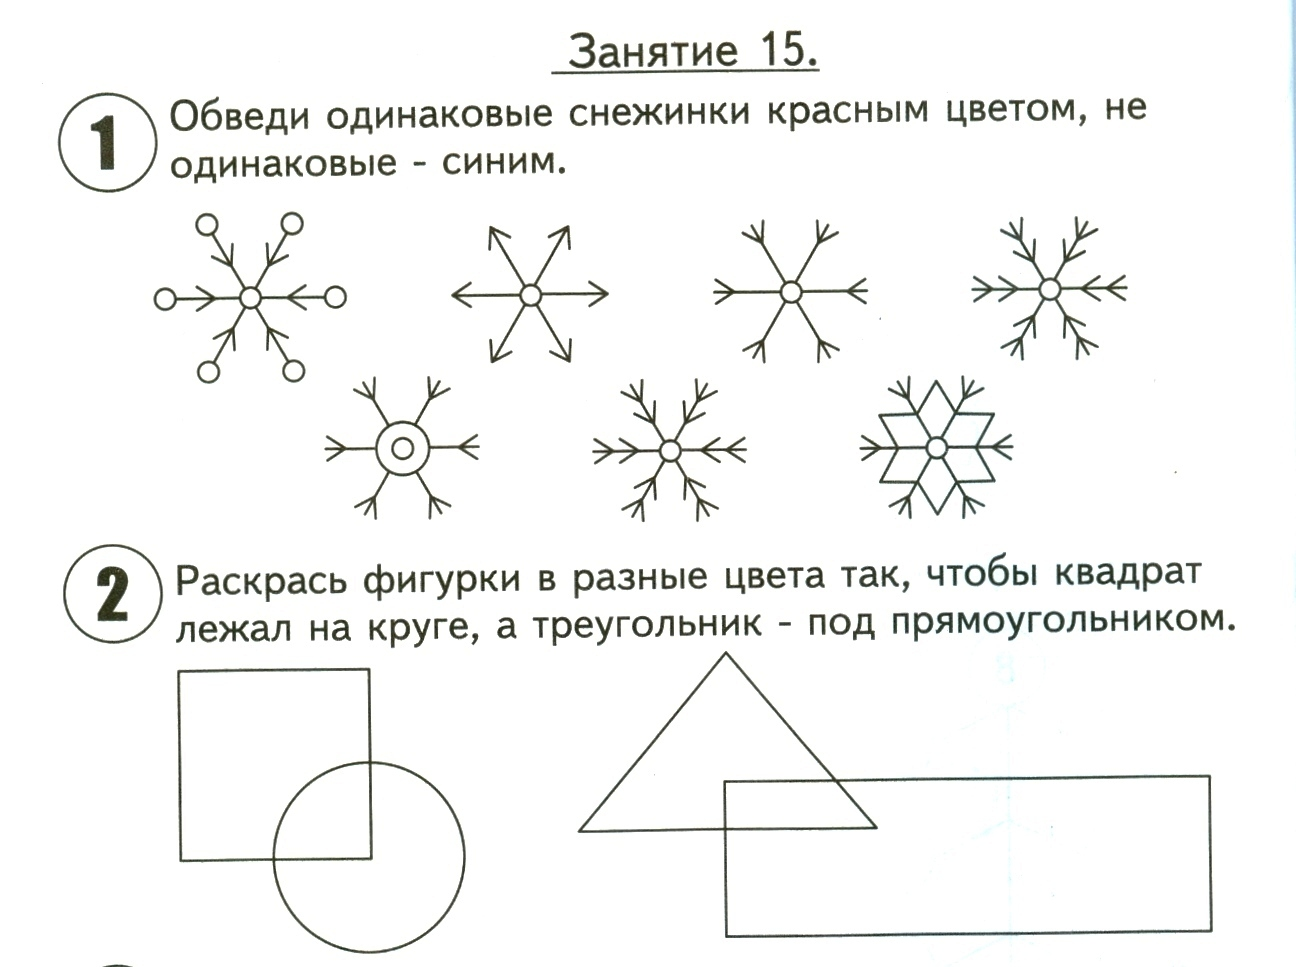 Занятие 15.
1
Обведи одинаковые снежинки красным цветом, не
одинаковые - синим.
2
Раскрась фигурки в разные цвета так, чтобы квадрат
лежал на круге, а треугольник - под прямоугольником.